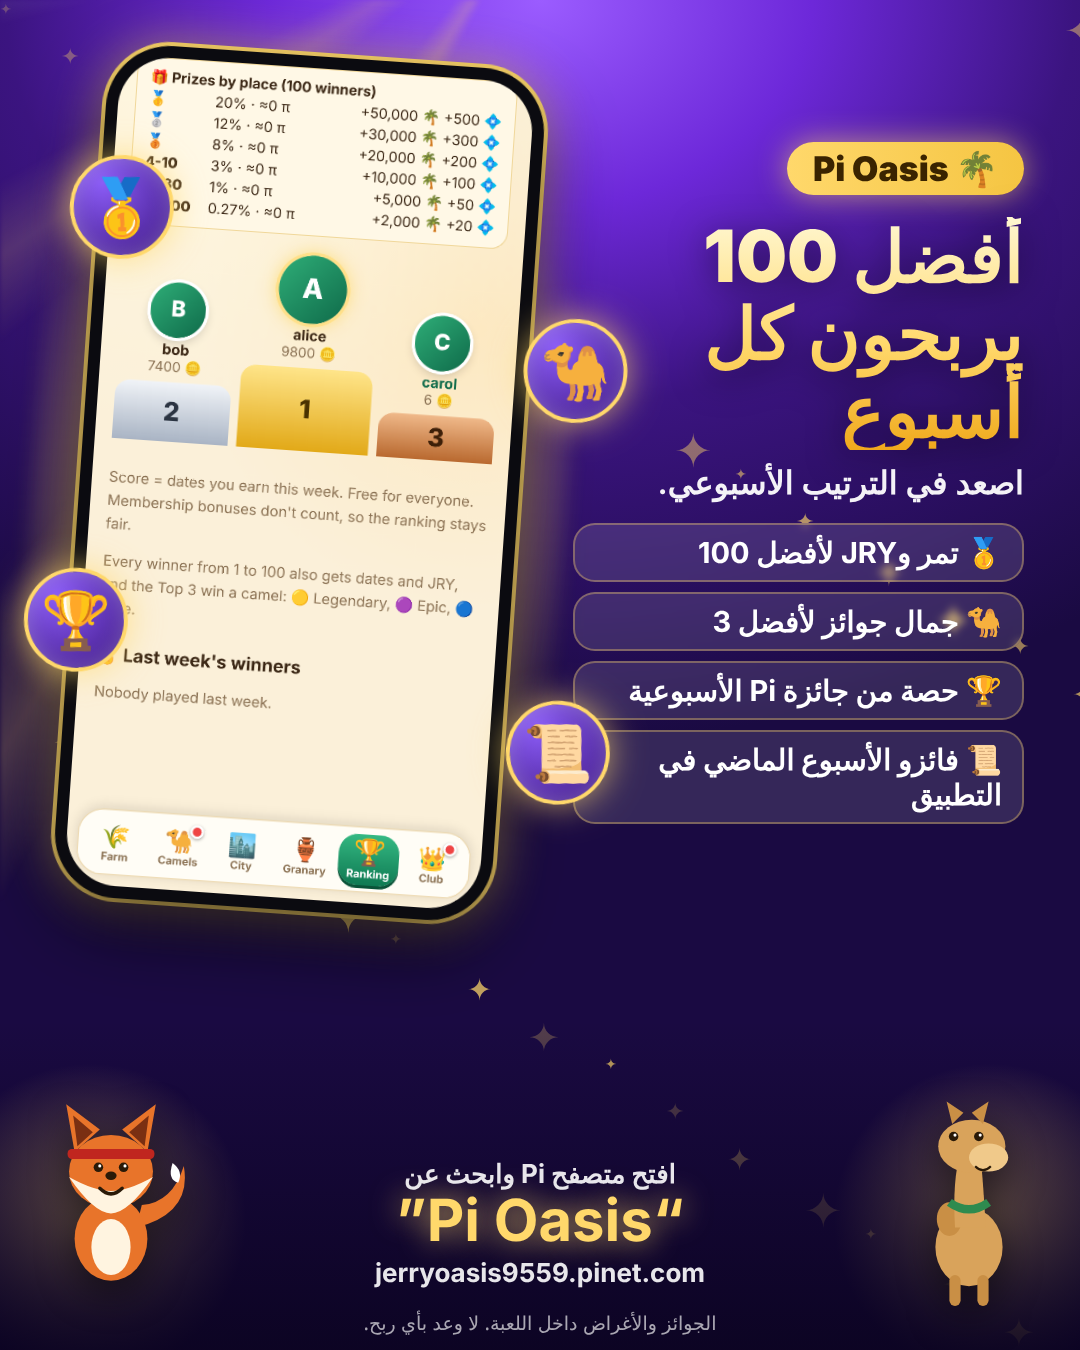 Pi Oasis 🌴
أفضل 100
يربحون كل
أسبوع
اصعد في الترتيب الأسبوعي.
🥇 تمر وJRY لأفضل 100
🐪 جمال جوائز لأفضل 3
🏆 حصة من جائزة Pi الأسبوعية
📜 فائزو الأسبوع الماضي في
التطبيق
🎁 Prizes by place (100 winners)
🥇 20% · ≈0 π +50,000 🌴 +500 💠
🥈 12% · ≈0 π +30,000 🌴 +300 💠
🥉 8% · ≈0 π +20,000 🌴 +200 💠
4-10 3% · ≈0 π +10,000 🌴 +100 💠
30 1% · ≈0 π +5,000 🌴 +50 💠
00 0.27% · ≈0 π +2,000 🌴 +20 💠
B
bob
7400
2
A
alice
9800
1
C
carol
6
3
Score = dates you earn this week. Free for everyone.
Membership bonuses don't count, so the ranking stays
fair.
Every winner from 1 to 100 also gets dates and JRY,
nd the Top 3 win a camel: 🟡 Legendary, 🟣 Epic, 🔵
e.
Last week's winners
Nobody played last week.
Farm Camels City Granary Ranking Club
افتح متصفح Pi وابحث عن
"Pi Oasis"
jerryoasis9559.pinet.com
الجوائز والأغراض داخل اللعبة. لا وعد بأي ربح.